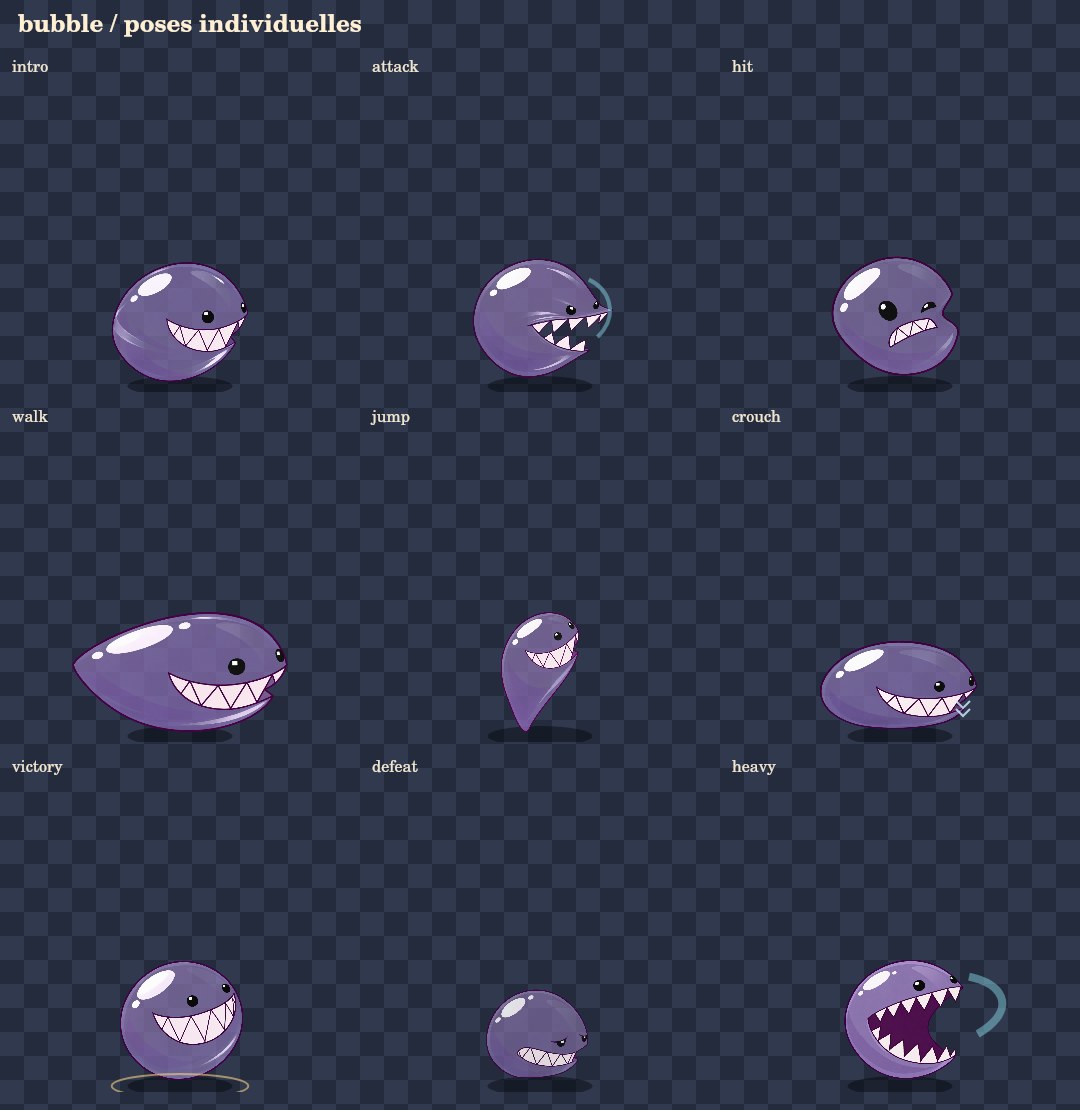 bubble / poses individuelles
intro
attack
hit
walk
jump
crouch
victory
defeat
heavy